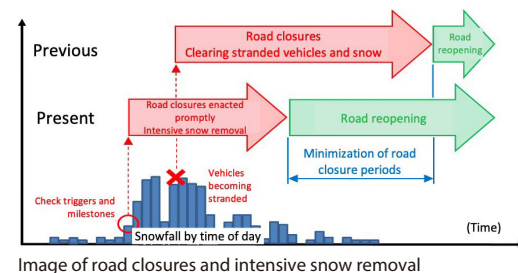 Previous
Road closures
Clearing stranded vehicles and snow
Road
reopening
Present
Road closures enacted
promptly
Intensive snow removal
Road reopening
Minimization of road
closure periods
Vehicles
becoming
stranded
Check triggers and
milestones
Snowfall by time of day
(Time)
Image of road closures and intensive snow removal